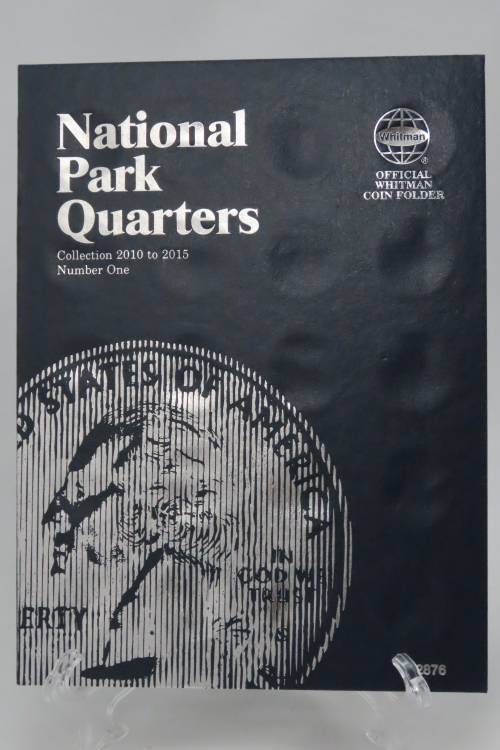 National
Park
Quarters
Collection 2010 to 2015
Number One
Whitman
®
OFFICIAL
WHITMAN
COIN FOLDER
D STATES OF AMERICA
IN
GOD WE
TRUST
S
ERTY
2876